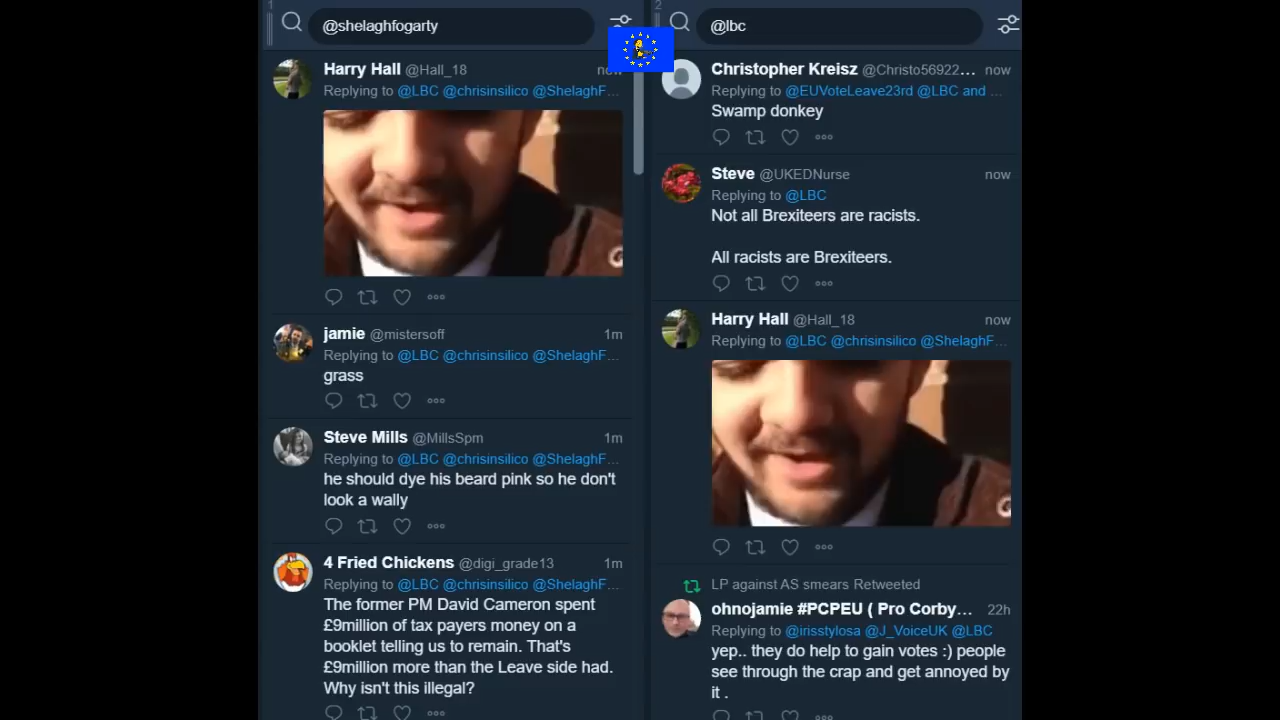 1
@shelaghfogarty
Harry Hall @Hall_18 now
Replying to @LBC @chrisinsilico @ShelaghF...
jamie @mistersoff 1m
Replying to @LBC @chrisinsilico @ShelaghF...
grass
Steve Mills @MillsSpm 1m
Replying to @LBC @chrisinsilico @ShelaghF...
he should dye his beard pink so he don't
look a wally
4 Fried Chickens @digi_grade13 1m
Replying to @LBC @chrisinsilico @ShelaghF...
The former PM David Cameron spent
£9million of tax payers money on a
booklet telling us to remain. That's
£9million more than the Leave side had.
Why isn't this illegal?
2
@lbc
Christopher Kreisz @Christo56922... now
Replying to @EUVoteLeave23rd @LBC and ...
Swamp donkey
Steve @UKEDNurse now
Replying to @LBC
Not all Brexiteers are racists.
All racists are Brexiteers.
Harry Hall @Hall_18 now
Replying to @LBC @chrisinsilico @ShelaghF...
LP against AS smears Retweeted
ohnojamie #PCPEU ( Pro Corby... 22h
Replying to @irisstylosa @J_VoiceUK @LBC
yep.. they do help to gain votes :) people
see through the crap and get annoyed by
it .